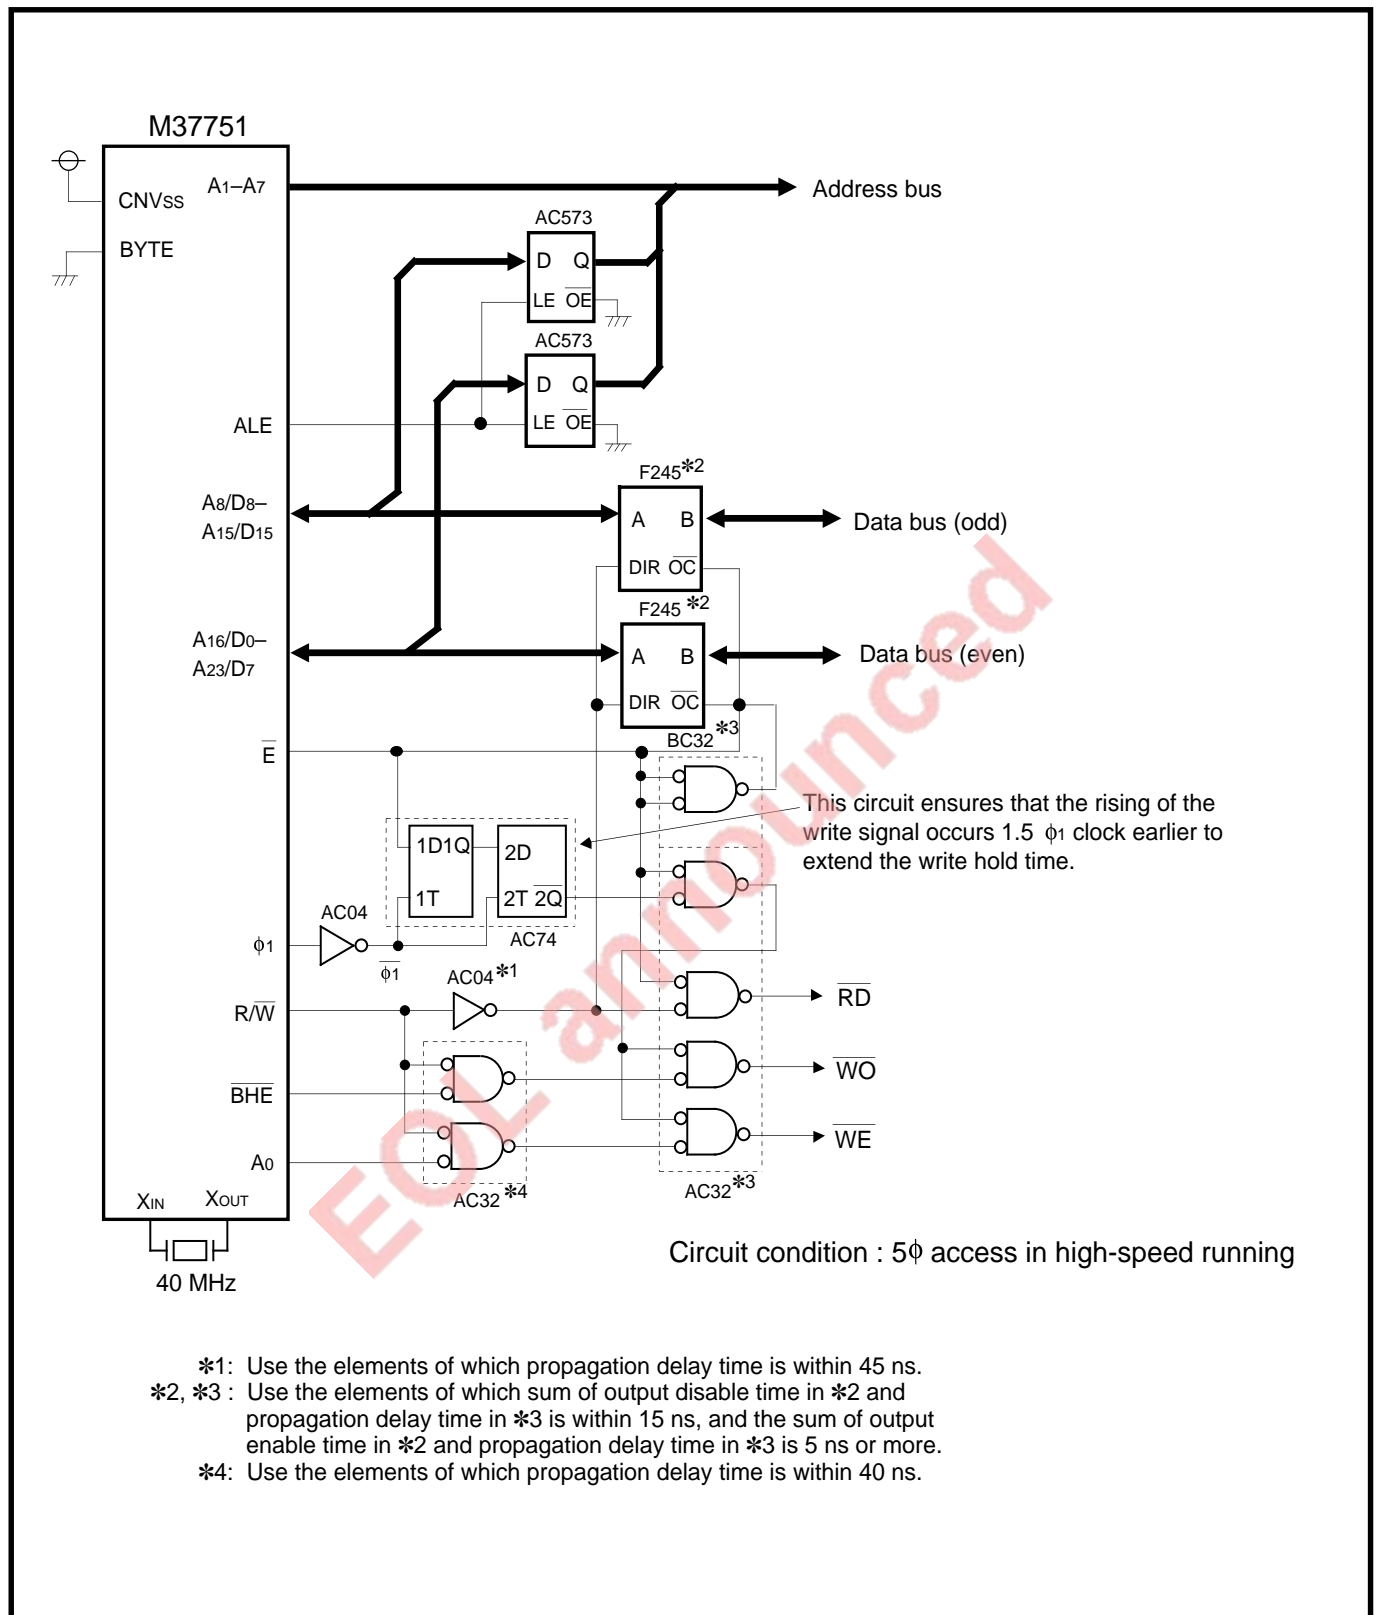 M37751
CNVSS
A1–A7
Address bus
BYTE
AC573
D Q
LE OE
AC573
D Q
ALE
LE OE
F245✻2
A8/D8–
A15/D15
A B
Data bus (odd)
DIR OC
F245 ✻2
A16/D0–
A23/D7
A B
Data bus (even)
DIR OC
BC32 ✻3
E
This circuit ensures that the rising of the
write signal occurs 1.5 ϕ1 clock earlier to
extend the write hold time.
1D1Q
2D
1T
2T 2Q
AC04
AC74
ϕ1
ϕ1
AC04✻1
R/W
RD
BHE
WO
A0
WE
AC32✻4
AC32✻3
XIN XOUT
40 MHz
Circuit condition : 5ϕ access in high-speed running
✻1: Use the elements of which propagation delay time is within 45 ns.
✻2, ✻3 : Use the elements of which sum of output disable time in ✻2 and
propagation delay time in ✻3 is within 15 ns, and the sum of output
enable time in ✻2 and propagation delay time in ✻3 is 5 ns or more.
✻4: Use the elements of which propagation delay time is within 40 ns.
EOL announced